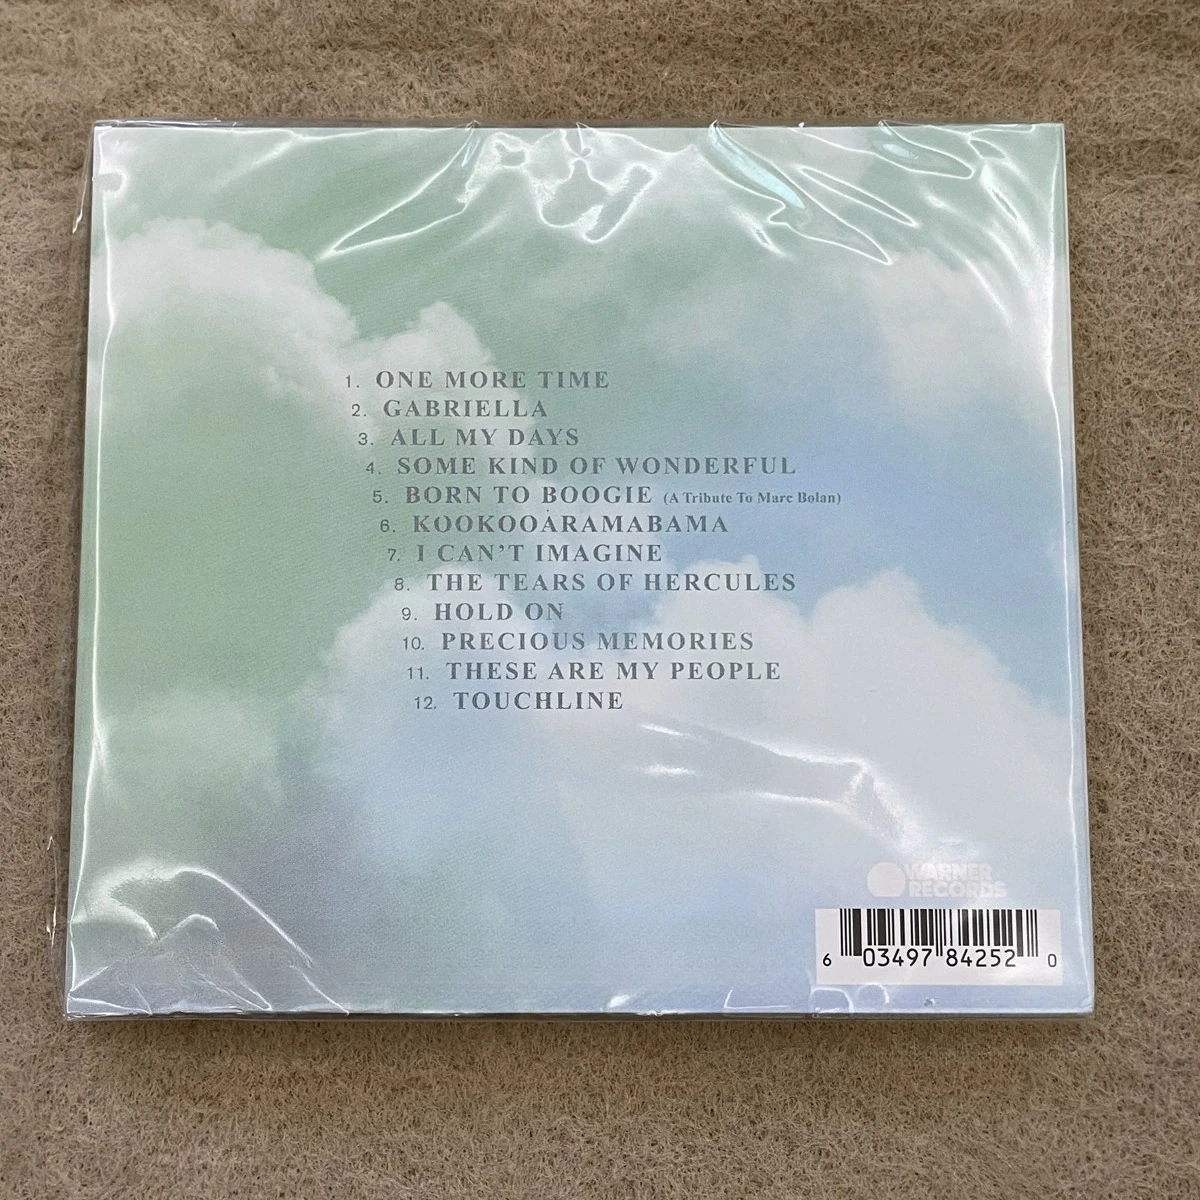 1. ONE MORE TIME
2. GABRIELLA
3. ALL MY DAYS
4. SOME KIND OF WONDERFUL
5. BORN TO BOOGIE (A Tribute To Marc Bolan)
6. KOOKOOARAMABAMA
7. I CAN'T IMAGINE
8. THE TEARS OF HERCULES
9. HOLD ON
10. PRECIOUS MEMORIES
11. THESE ARE MY PEOPLE
12. TOUCHLINE
WARNER
RECORDS
6 03497 84252 0